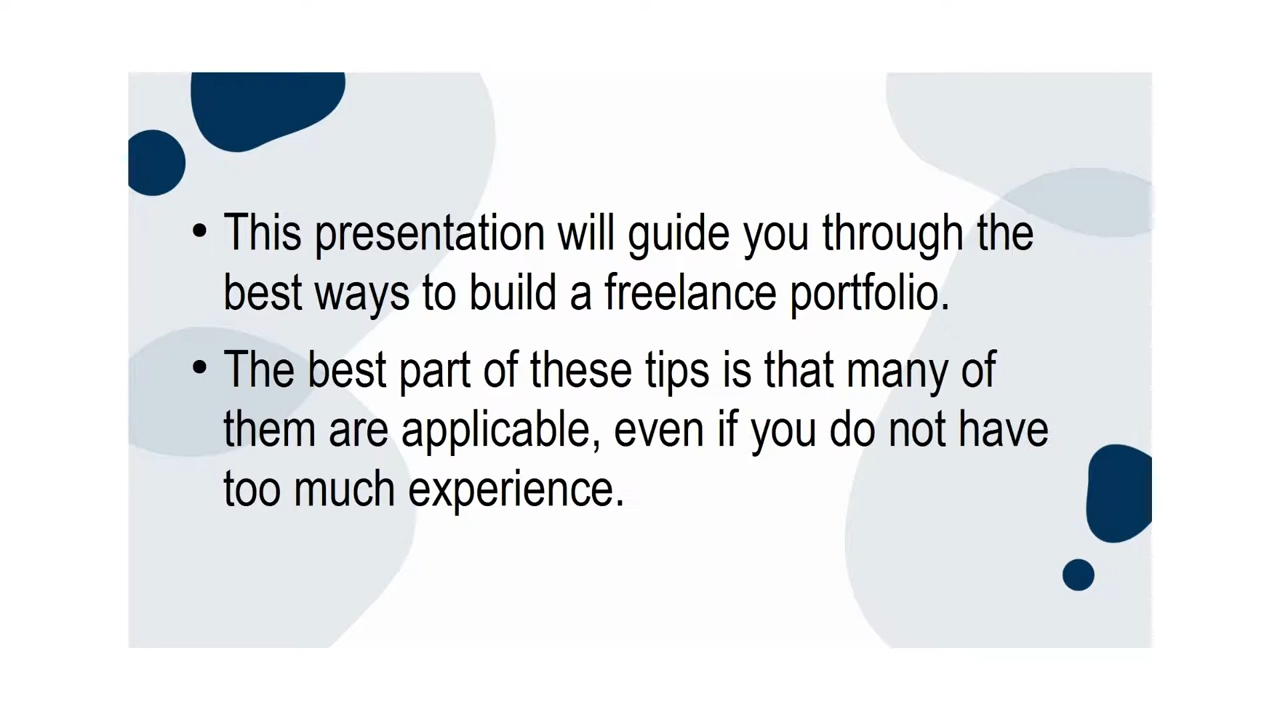 • This presentation will guide you through the
best ways to build a freelance portfolio.
• The best part of these tips is that many of
them are applicable, even if you do not have
too much experience.